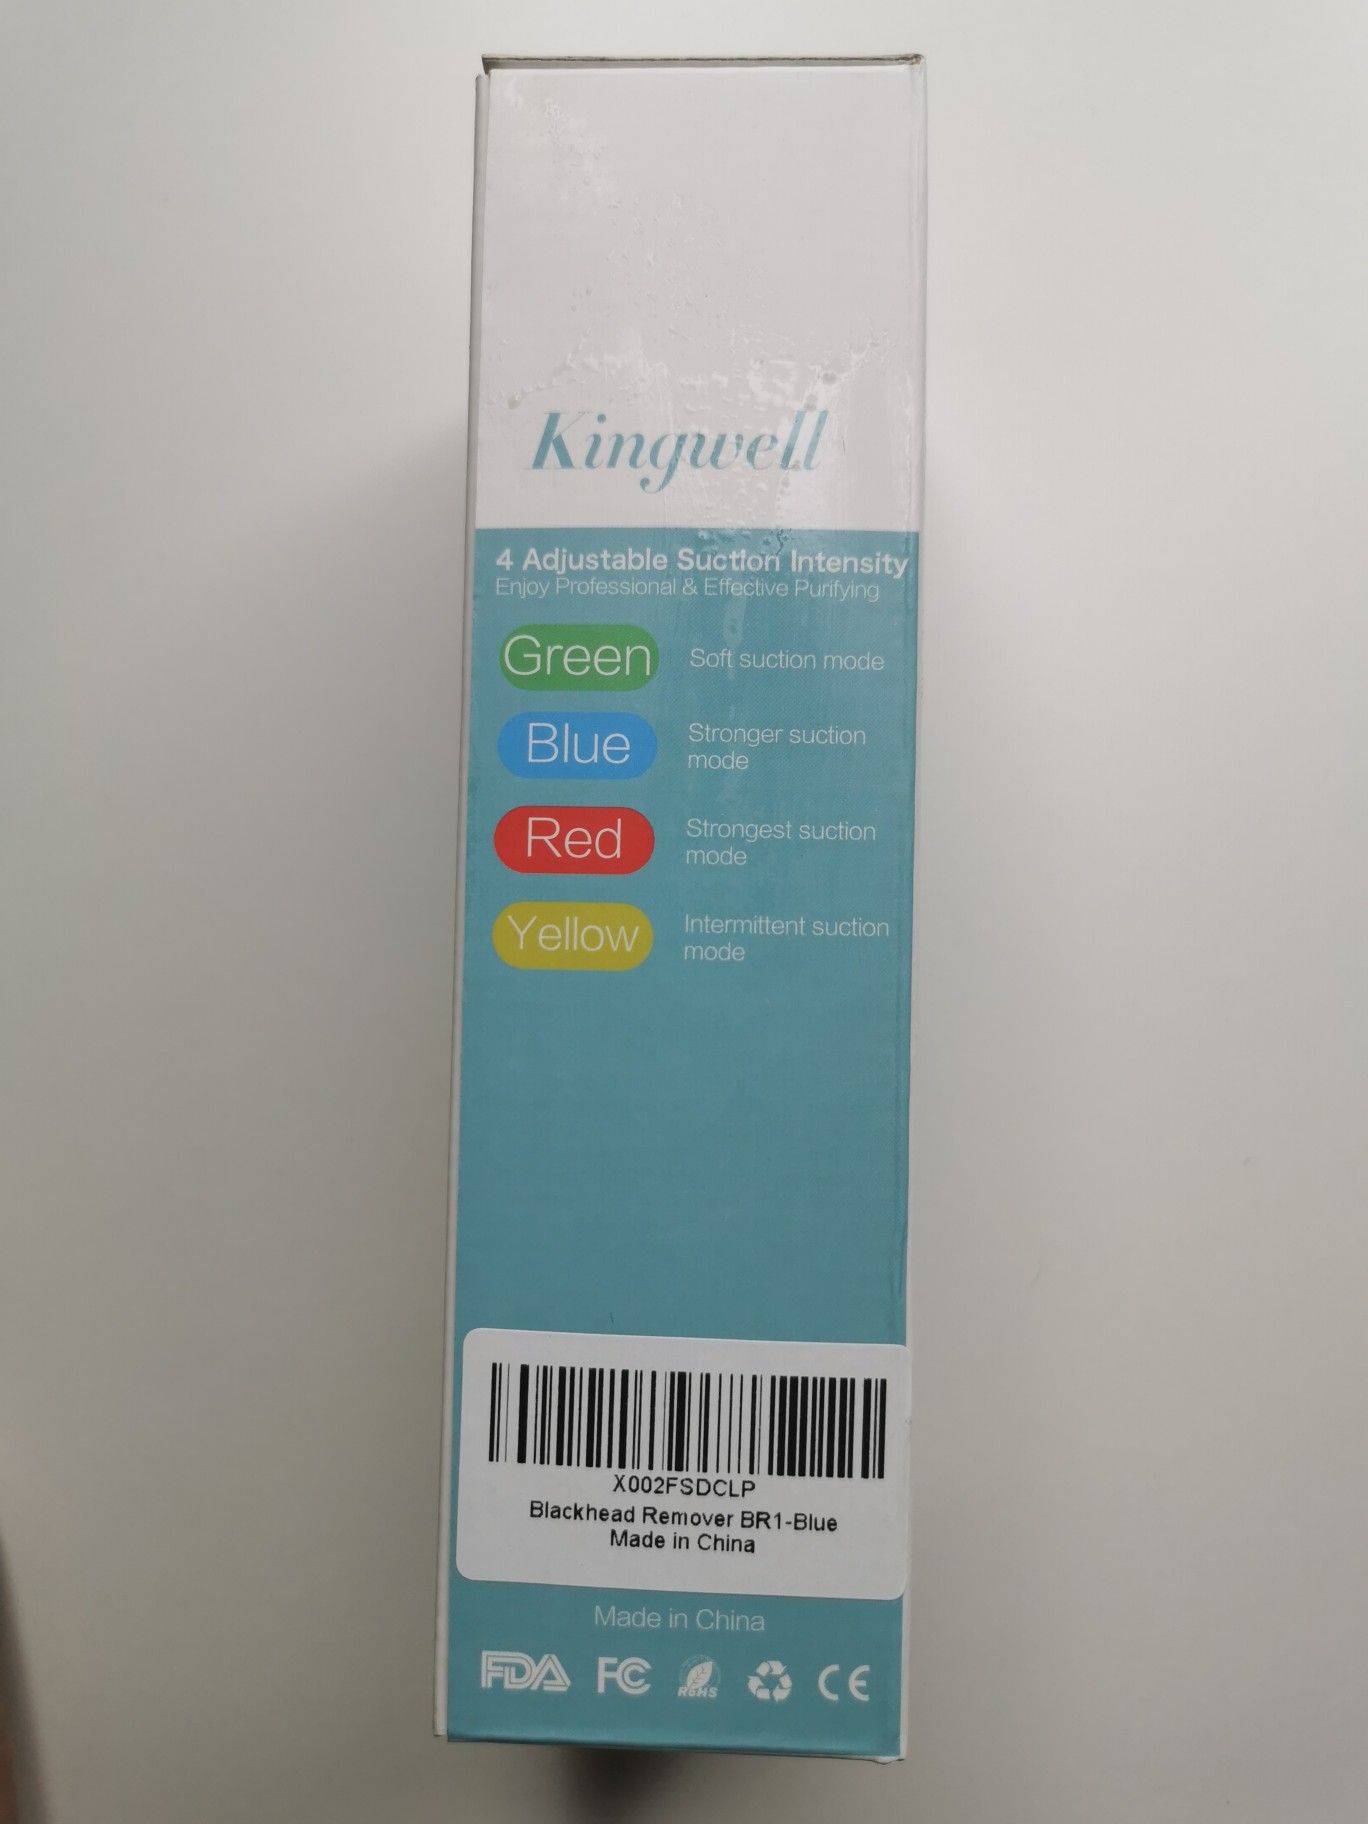 Kingwell
4 Adjustable Suction Intensity
Enjoy Professional & Effective Purifying
Green Soft suction mode
Blue Stronger suction
mode
Red Strongest suction
mode
Yellow Intermittent suction
mode
X002FSDCLP
Blackhead Remover BR1-Blue
Made in China
Made in China
FDA FC RoHS CE